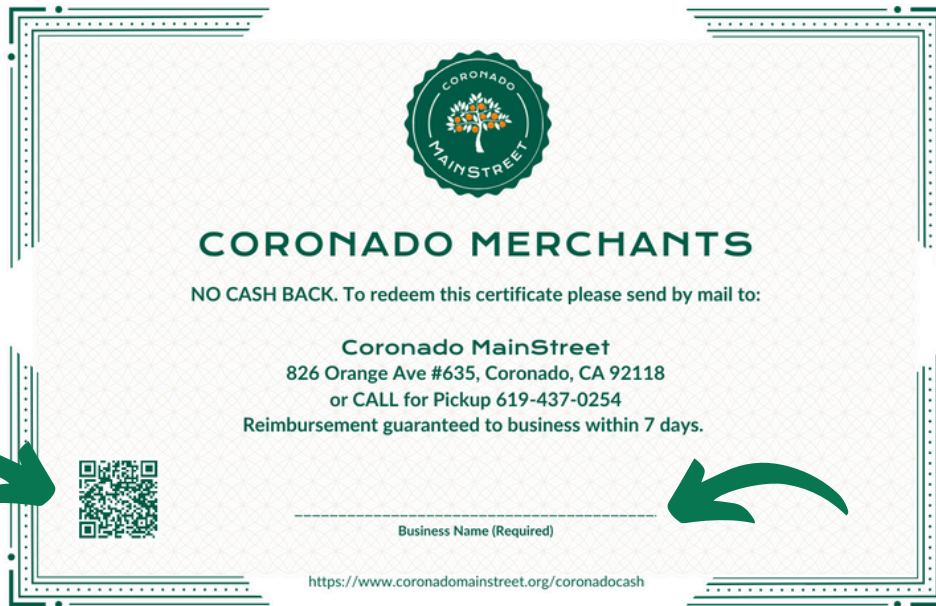 CORONADO
MAINSTREET
CORONADO MERCHANTS
NO CASH BACK. To redeem this certificate please send by mail to:
Coronado MainStreet
826 Orange Ave #635, Coronado, CA 92118
or CALL for Pickup 619-437-0254
Reimbursement guaranteed to business within 7 days.
Business Name (Required)
https://www.coronadomainstreet.org/coronadocash